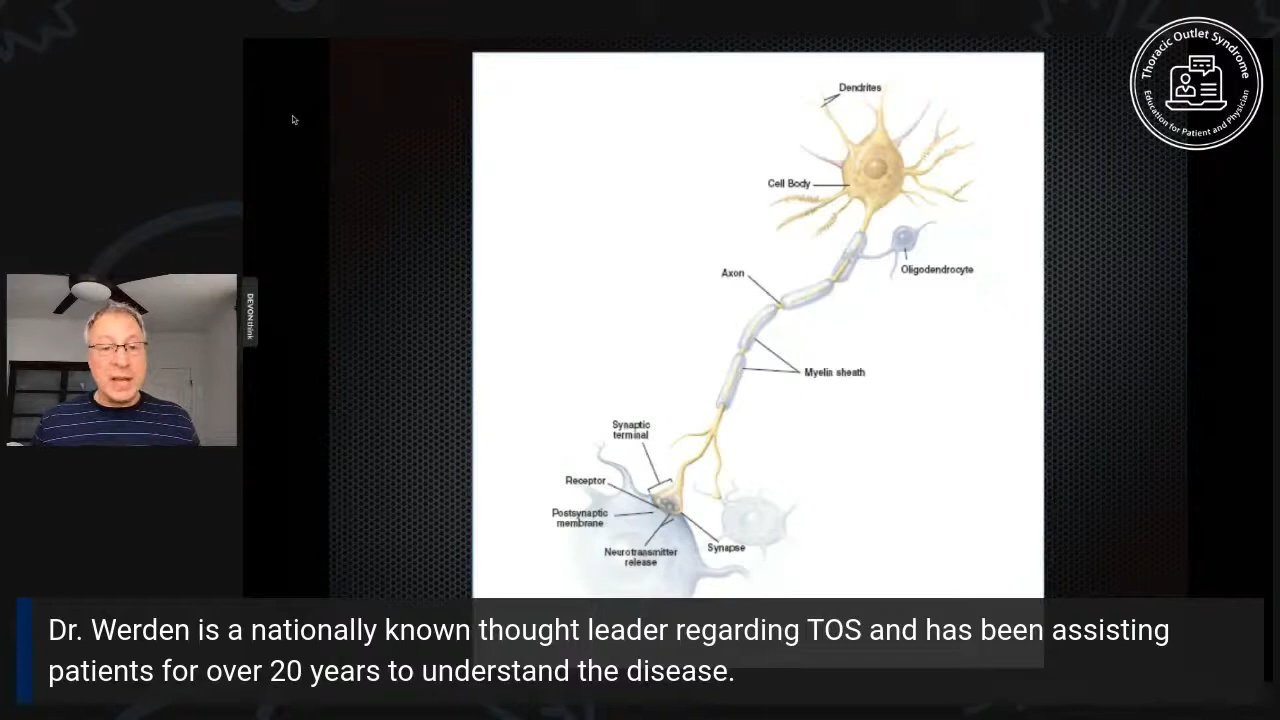 Thoracic Outlet Syndrome
Education for Patient and Physician
Dendrites
Cell Body
Oligodendrocyte
Axon
DEVONthink
Myelin sheath
Synaptic
terminal
Receptor
Postsynaptic
membrane
Neurotransmitter
release
Synapse
Dr. Werden is a nationally known thought leader regarding TOS and has been assisting
patients for over 20 years to understand the disease.